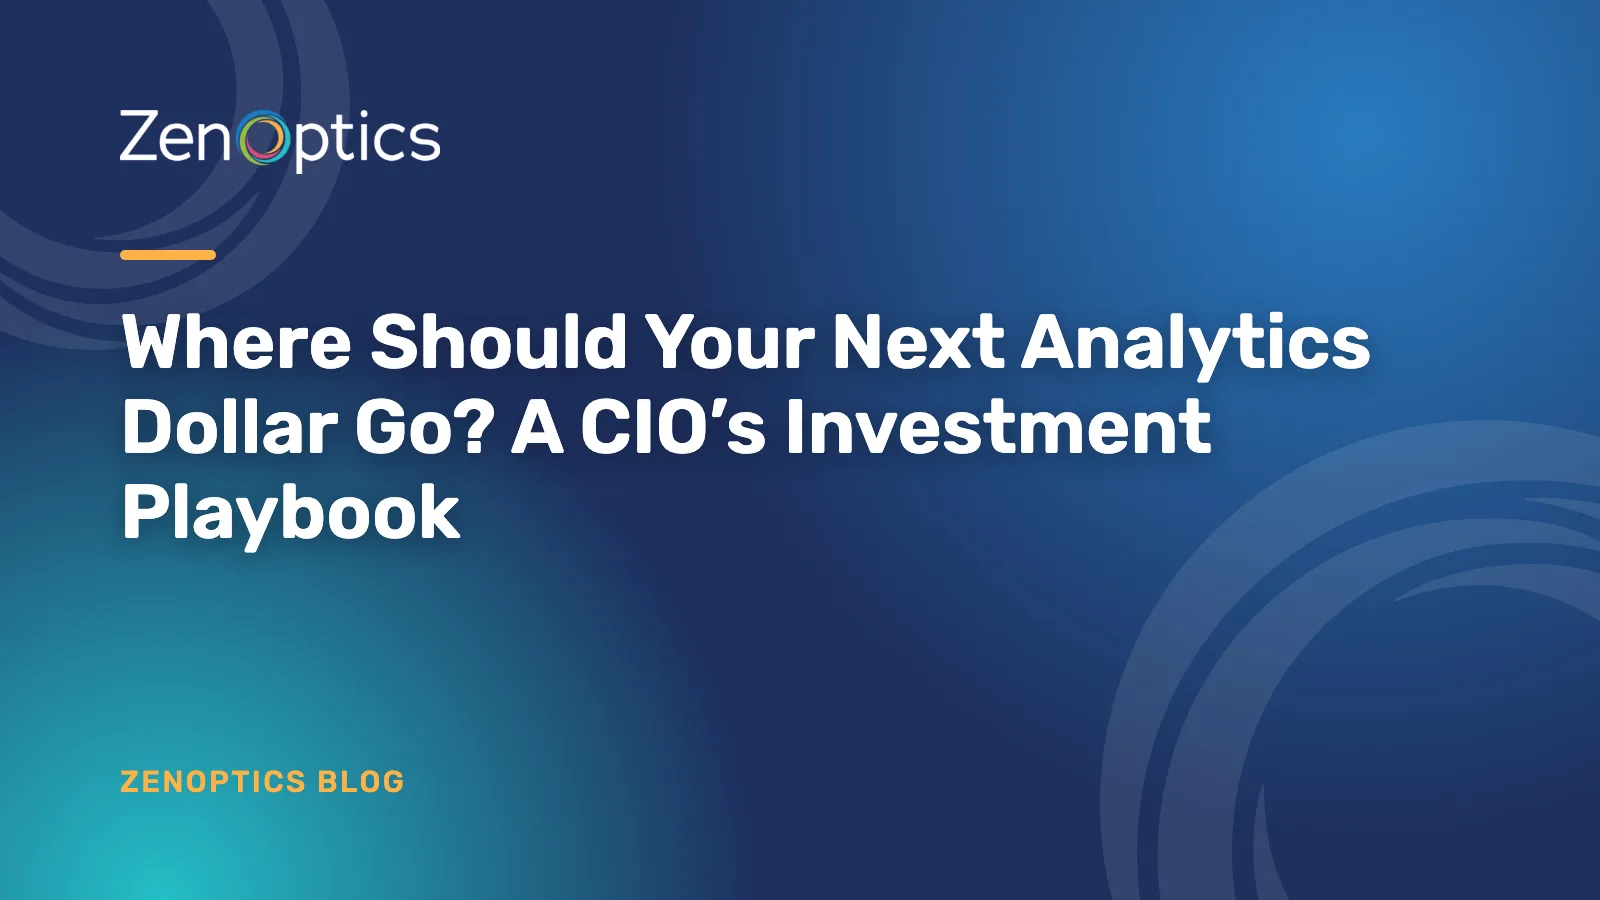 ZenOptics
Where Should Your Next Analytics
Dollar Go? A CIO’s Investment
Playbook
ZENOPTICS BLOG